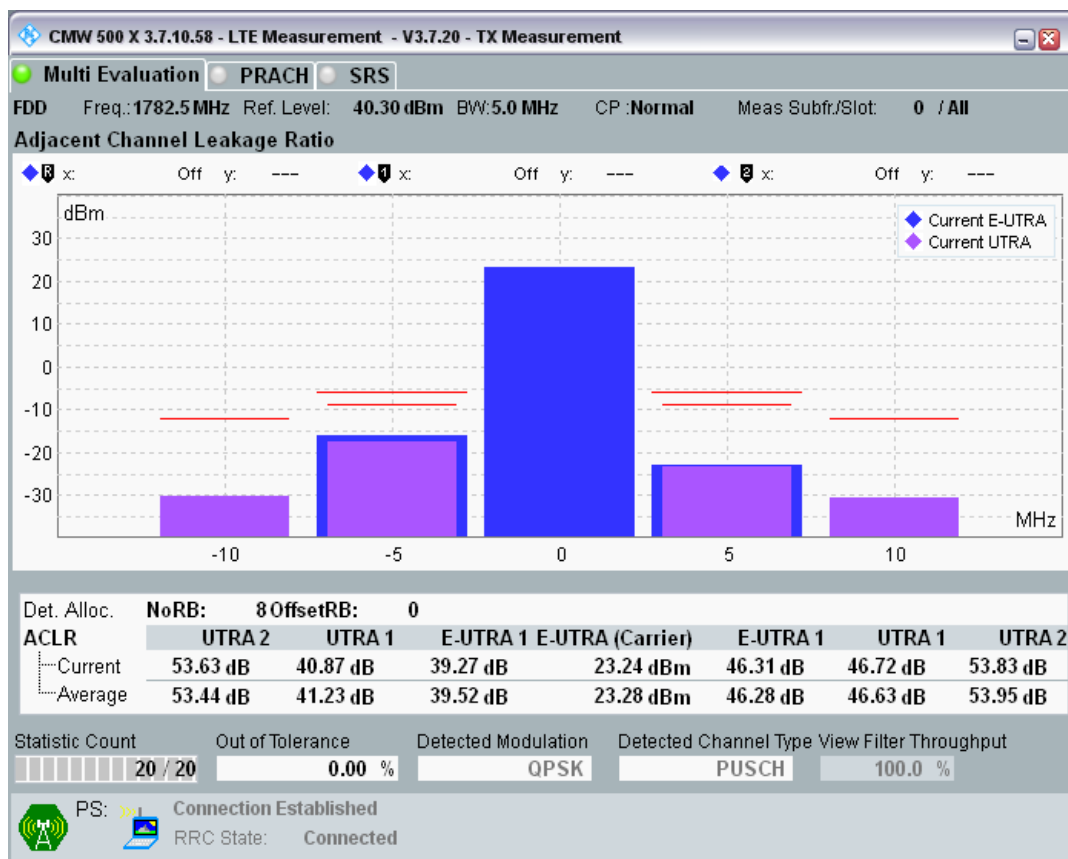 CMW 500 X 3.7.10.58 - LTE Measurement - V3.7.20 - TX Measurement
Multi Evaluation PRACH SRS
FDD Freq.: 1782.5 MHz Ref. Level: 40.30 dBm BW: 5.0 MHz CP : Normal Meas Subfr./Slot: 0 / All
Adjacent Channel Leakage Ratio
R x: Off y: --- 1 x: Off y: --- 2 x: Off y: ---
dBm
Current E-UTRA
Current UTRA
30
20
10
0
-10
-20
-30
MHz
-10 -5 0 5 10
Det. Alloc. NoRB: 8 OffsetRB: 0
ACLR UTRA 2 UTRA 1 E-UTRA 1 E-UTRA (Carrier) E-UTRA 1 UTRA 1 UTRA 2
Current 53.63 dB 40.87 dB 39.27 dB 23.24 dBm 46.31 dB 46.72 dB 53.83 dB
Average 53.44 dB 41.23 dB 39.52 dB 23.28 dBm 46.28 dB 46.63 dB 53.95 dB
Statistic Count Out of Tolerance Detected Modulation Detected Channel Type View Filter Throughput
20 / 20 0.00 % QPSK PUSCH 100.0 %
PS: Connection Established
RRC State: Connected